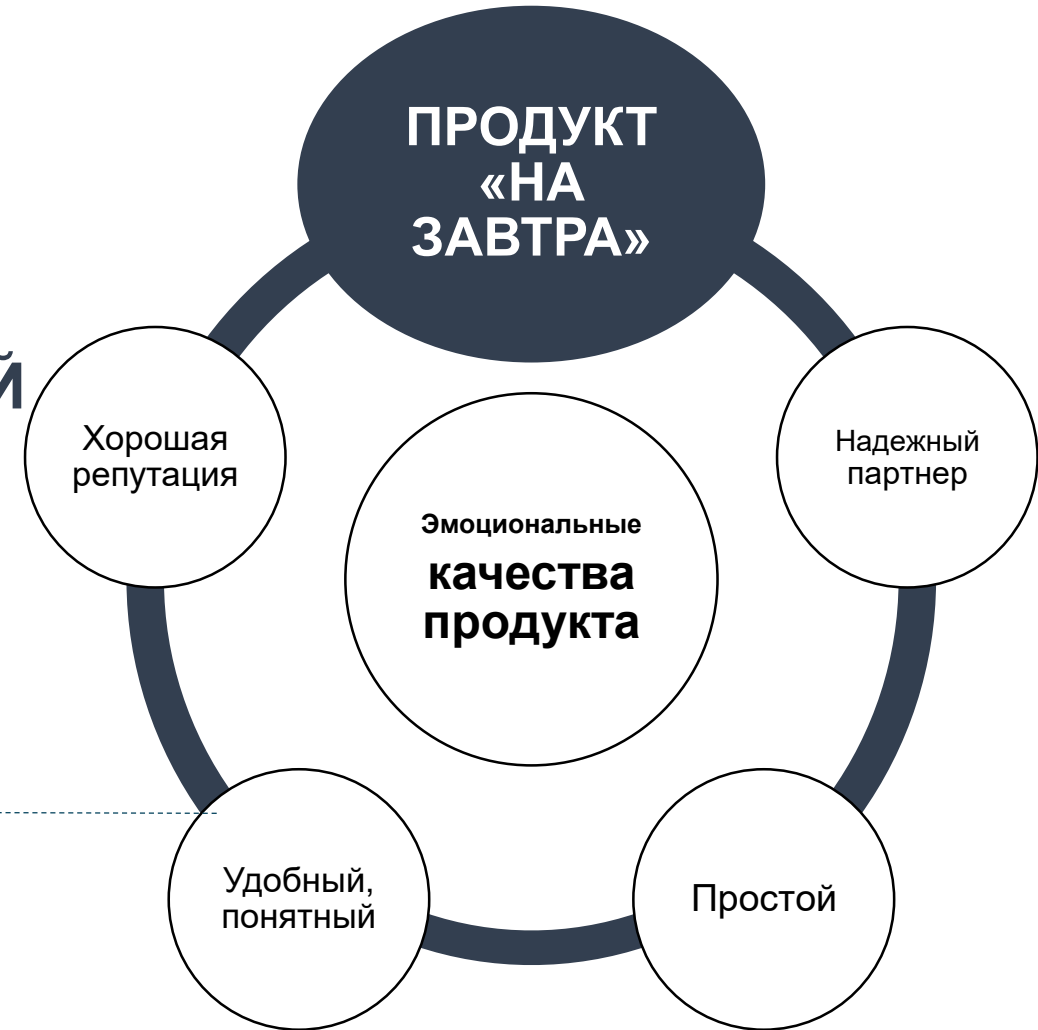 ПРОДУКТ
«НА
ЗАВТРА»
Й
Хорошая
репутация
Надежный
партнер
Эмоциональные
качества
продукта
Удобный,
понятный
Простой